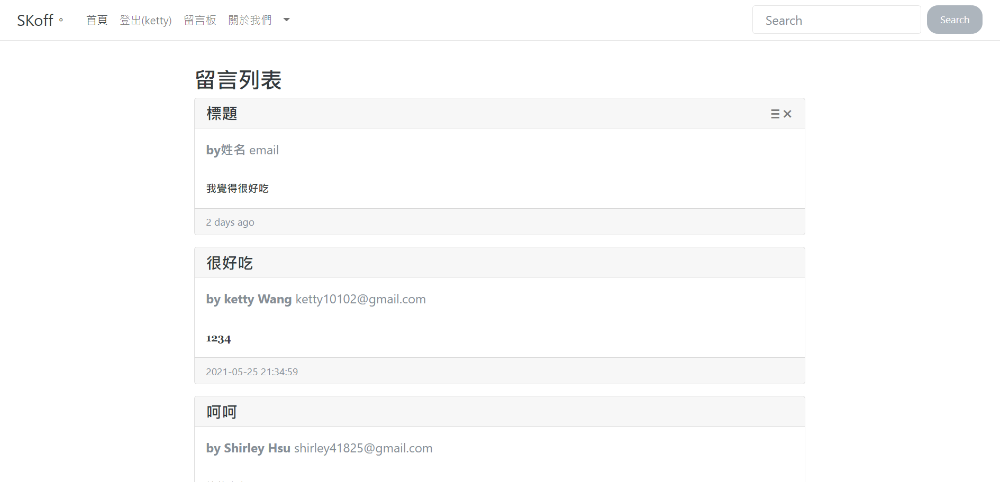 SKoff。 首頁 登出(ketty) 留言板 關於我們 Search Search
留言列表
標題
by姓名 email
我覺得很好吃
2 days ago
很好吃
by ketty Wang ketty10102@gmail.com
1234
2021-05-25 21:34:59
呵呵
by Shirley Hsu shirley41825@gmail.com